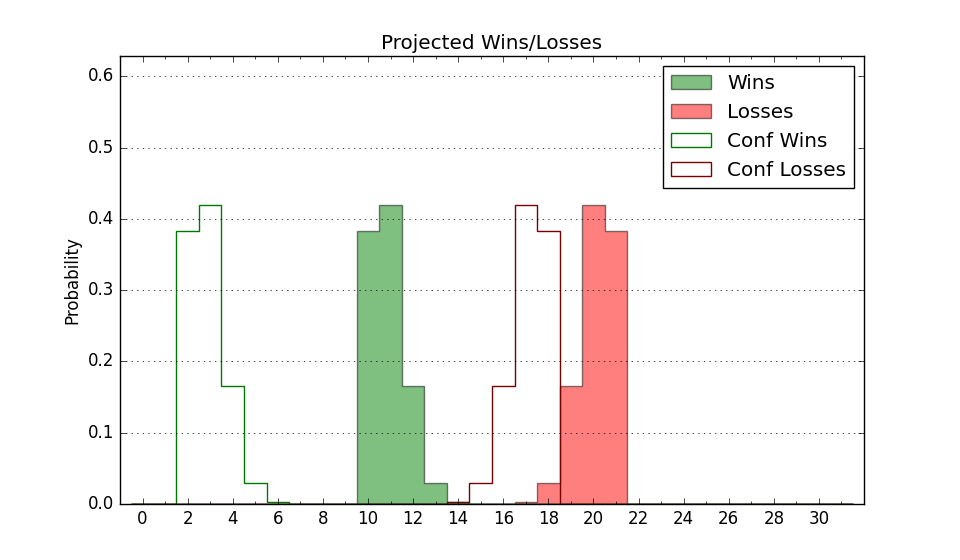 Projected Wins/Losses
Probability
0.6
0.5
0.4
0.3
0.2
0.1
0.0
Wins
Losses
Conf Wins
Conf Losses
0 2 4 6 8 10 12 14 16 18 20 22 24 26 28 30